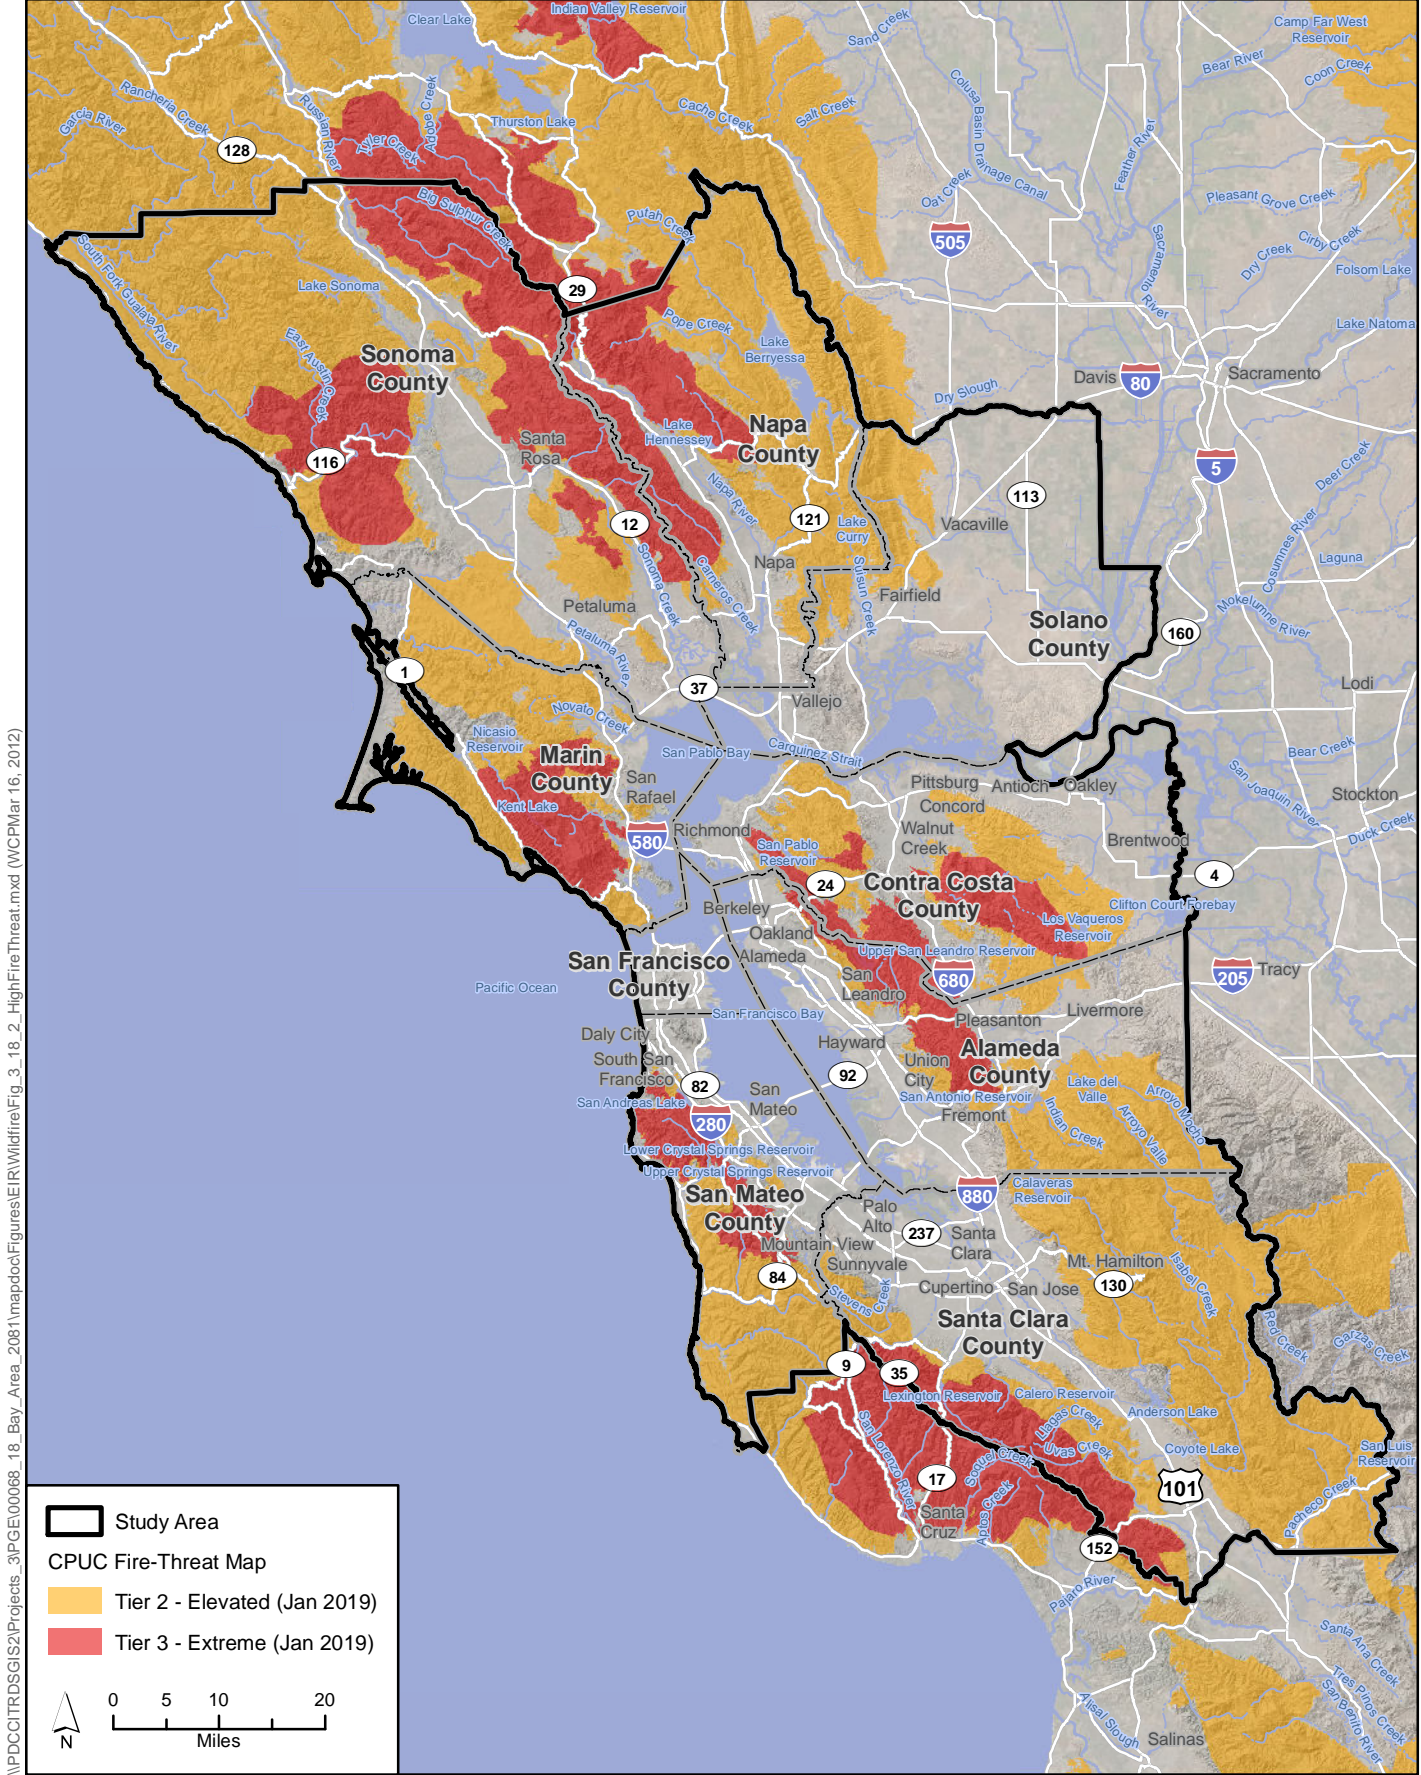 Clear Lake
Indian Valley Reservoir
Sand Creek
Camp Far West
Reservoir
Bear River
Coon Creek
Rancheria Creek
Garcia River
Russian River
Adobe Creek
Tyler Creek
Thurston Lake
Cache Creek
Salt Creek
Colusa Basin Drainage Canal
Feather River
128
Big Sulphur Creek
Putah Creek
Oat Creek
Pleasant Grove Creek
505
Dry Creek
Cirby Creek
Folsom Lake
South Fork Gualala River
Lake Sonoma
29
Sacramento
River
Pope Creek
Lake Natoma
Lake
Berryessa
East Austin Creek
Sonoma
County
Davis
80
Sacramento
Dry Slough
Lake
Hennessey
Napa
County
Santa
Rosa
116
5
Deer Creek
Napa River
113
12
121
Lake
Curry
Vacaville
Cosumnes River
Laguna
Napa
Sonoma Creek
Carneros Creek
Suisun Creek
Fairfield
Petaluma
Solano
County
Mokelumne River
160
Petaluma River
1
37
Vallejo
Lodi
Novato Creek
Nicasio
Reservoir
Marin
County
San Pablo Bay
Carquinez Strait
Bear Creek
San
Rafael
Kent Lake
Pittsburg
Antioch
Oakley
Concord
San Joaquin River
Stockton
580
Richmond
Walnut
Creek
Brentwood
Duck Creek
San Pablo
Reservoir
24
Contra Costa
County
4
Berkeley
Clifton Court Forebay
Los Vaqueros
Reservoir
Oakland
Alameda
Upper San Leandro Reservoir
San Francisco
County
San
Leandro
680
205
Tracy
Pacific Ocean
San Francisco Bay
Pleasanton
Livermore
Daly City
Hayward
Alameda
County
South San
Francisco
Union
City
82
San
Mateo
92
Lake del
Valle
San Andreas Lake
San Antonio Reservoir
Fremont
Indian Creek
Arroyo Valle
Arroyo Mocho
280
Lower Crystal Springs Reservoir
Upper Crystal Springs Reservoir
San Mateo
County
880
Calaveras
Reservoir
Palo
Alto
237
Santa
Clara
Mountain View
Sunnyvale
Mt. Hamilton
130
Isabel Creek
84
Cupertino
San Jose
Stevens Creek
Santa Clara
County
Red Creek
Garzas Creek
9
35
Lexington Reservoir
Calero Reservoir
Llagas Creek
Anderson Lake
San Lorenzo River
Uvas Creek
Coyote Lake
San Luis
Reservoir
Soquel Creek
17
101
Pacheco Creek
Santa
Cruz
Aptos Creek
152
Pajaro River
Santa Ana Creek
Tres Pinos Creek
San Benito River
Alisal Slough
Salinas
Study Area
CPUC Fire-Threat Map
Tier 2 - Elevated (Jan 2019)
Tier 3 - Extreme (Jan 2019)
N
0 5 10 20
Miles
\\PDCCITRDSGIS2\Projects_3\PGE\00068_18_Bay_Area_2081\mapdoc\Figures\EIR\Wildfire\Fig_3_18_2_HighFireThreat.mxd (WCPMar 16, 2012)